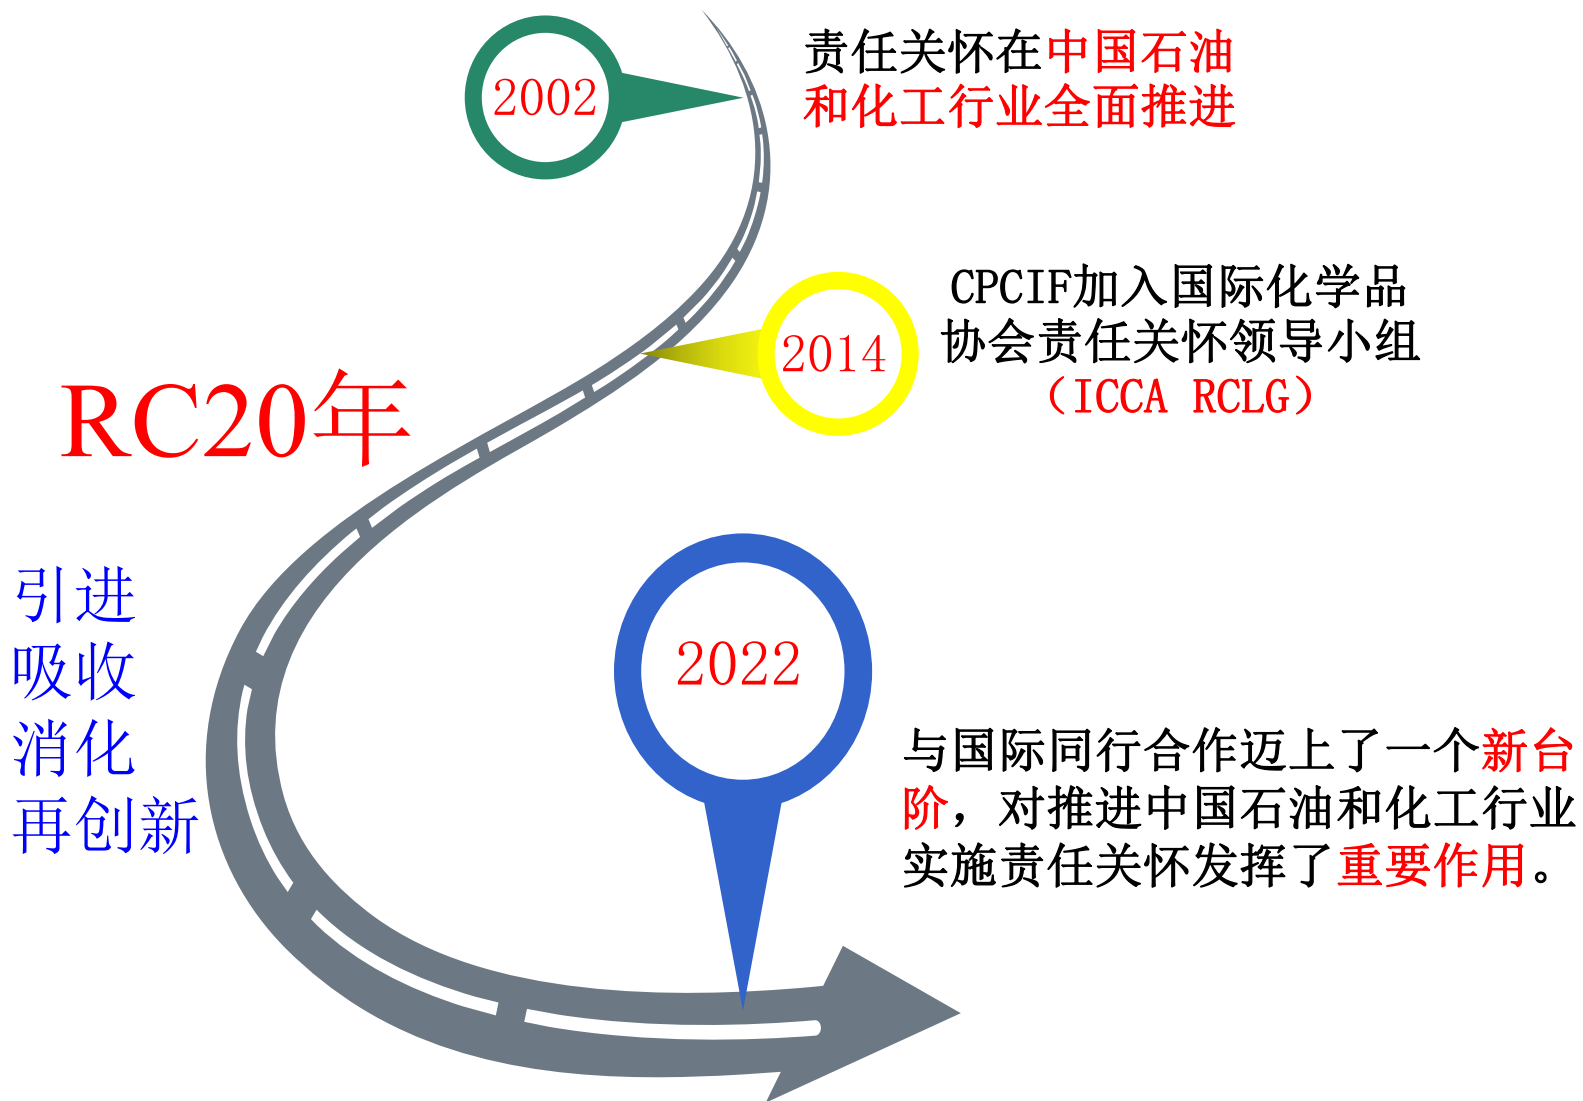 2002
责任关怀在中国石油
和化工行业全面推进
2014
CPCIF加入国际化学品
协会责任关怀领导小组
（ICCA RCLG）
RC20年
引进
吸收
消化
再创新
2022
与国际同行合作迈上了一个新台
阶，对推进中国石油和化工行业
实施责任关怀发挥了重要作用。